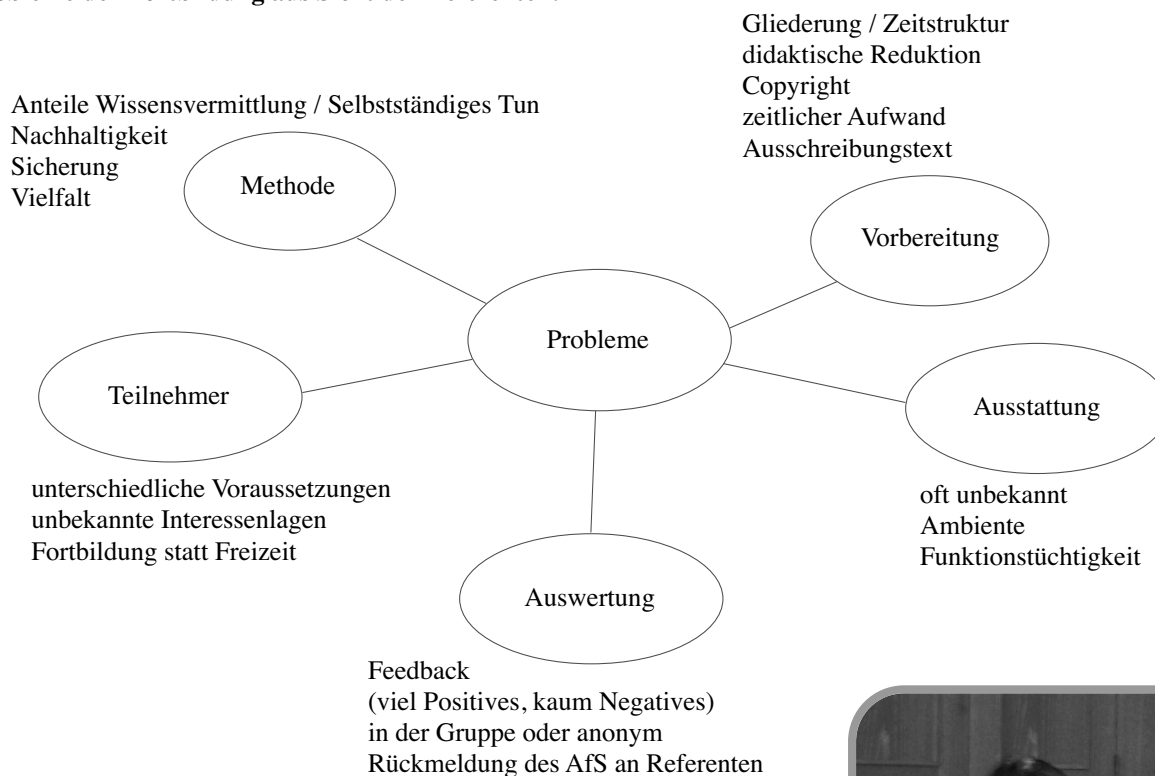 Gliederung / Zeitstruktur
didaktische Reduktion
Copyright
zeitlicher Aufwand
Ausschreibungstext
Anteile Wissensvermittlung / Selbstständiges Tun
Nachhaltigkeit
Sicherung
Vielfalt
Methode
Vorbereitung
Probleme
Teilnehmer
Ausstattung
unterschiedliche Voraussetzungen
unbekannte Interessenlagen
Fortbildung statt Freizeit
oft unbekannt
Ambiente
Funktionstüchtigkeit
Auswertung
Feedback
(viel Positives, kaum Negatives)
in der Gruppe oder anonym
Rückmeldung des AfS an Referenten